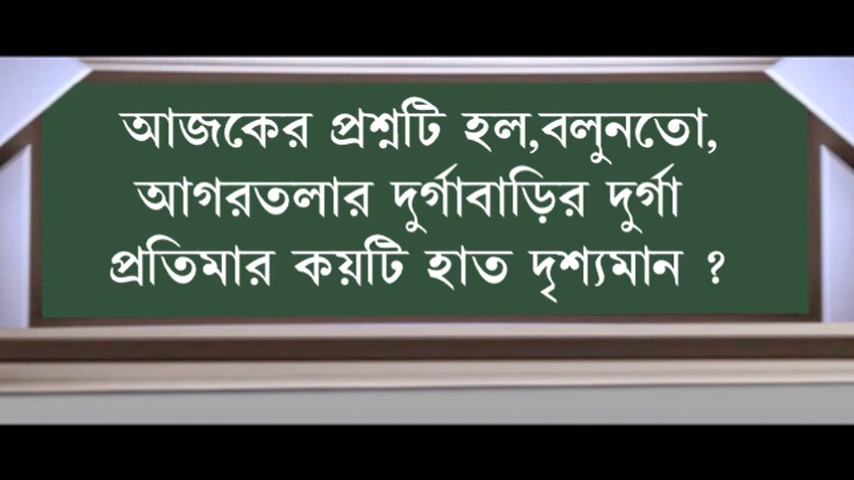 আজকের প্রশ্নটি হল,বলুনতো,
আগরতলার দুর্গাবাড়ির দুর্গা
প্রতিমার কয়টি হাত দৃশ্যমান ?